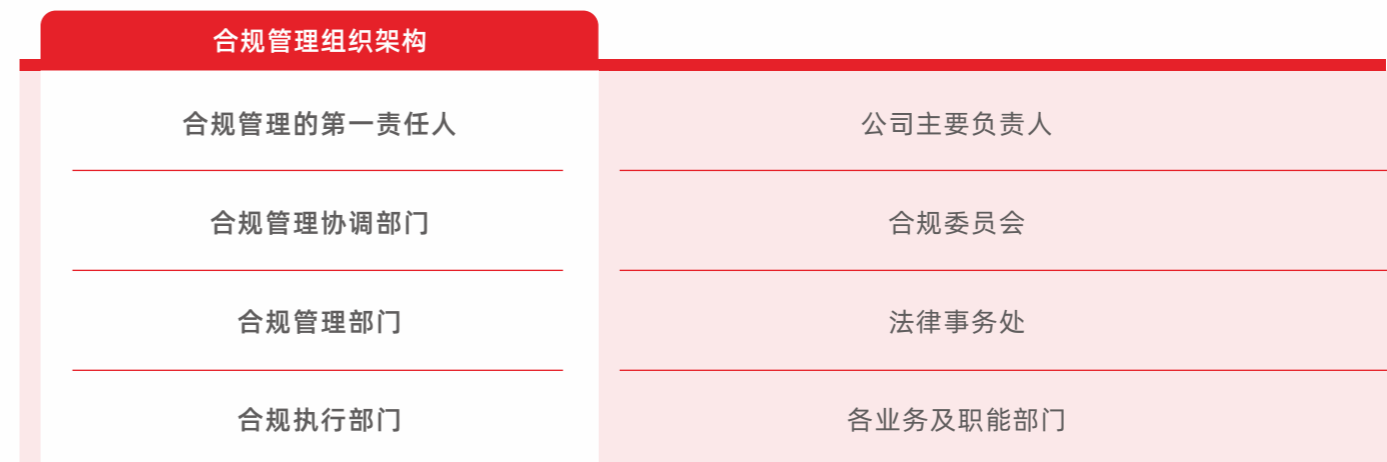 合规管理组织架构
合规管理的第一责任人 公司主要负责人
合规管理协调部门 合规委员会
合规管理部门 法律事务处
合规执行部门 各业务及职能部门